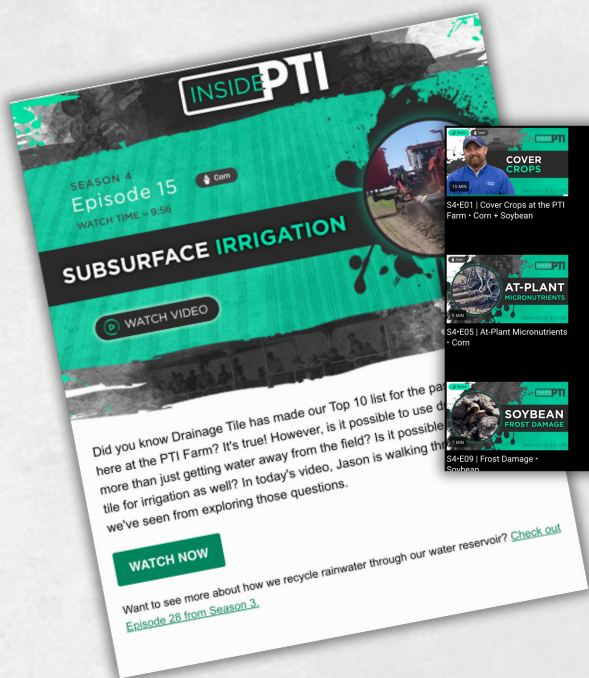 INSIDE PTI
SEASON 4
Episode 15
Corn
WATCH TIME » 9:56
SUBSURFACE IRRIGATION
WATCH VIDEO
Did you know Drainage Tile has made our Top 10 list for the
here at the PTI Farm? It's true! However, is it possible to use
more than just getting water away from the field? Is it possible
tile for irrigation as well? In today's video, Jason is walking
we've seen from exploring those questions.
WATCH NOW
Want to see more about how we recycle rainwater through our water reservoir? Check out
Episode 28 from Season 3.
Corn
INSIDE PTI
COVER
CROPS
15 MIN
S4•E01 | Cover Crops at the PTI
Farm • Corn + Soybean
Corn
INSIDE PTI
AT-PLANT
MICRONUTRIENTS
9 MIN
S4•E05 | At-Plant Micronutrients
• Corn
INSIDE PTI
SOYBEAN
FROST DAMAGE
7 MIN
S4•E09 | Frost Damage •
Soybean